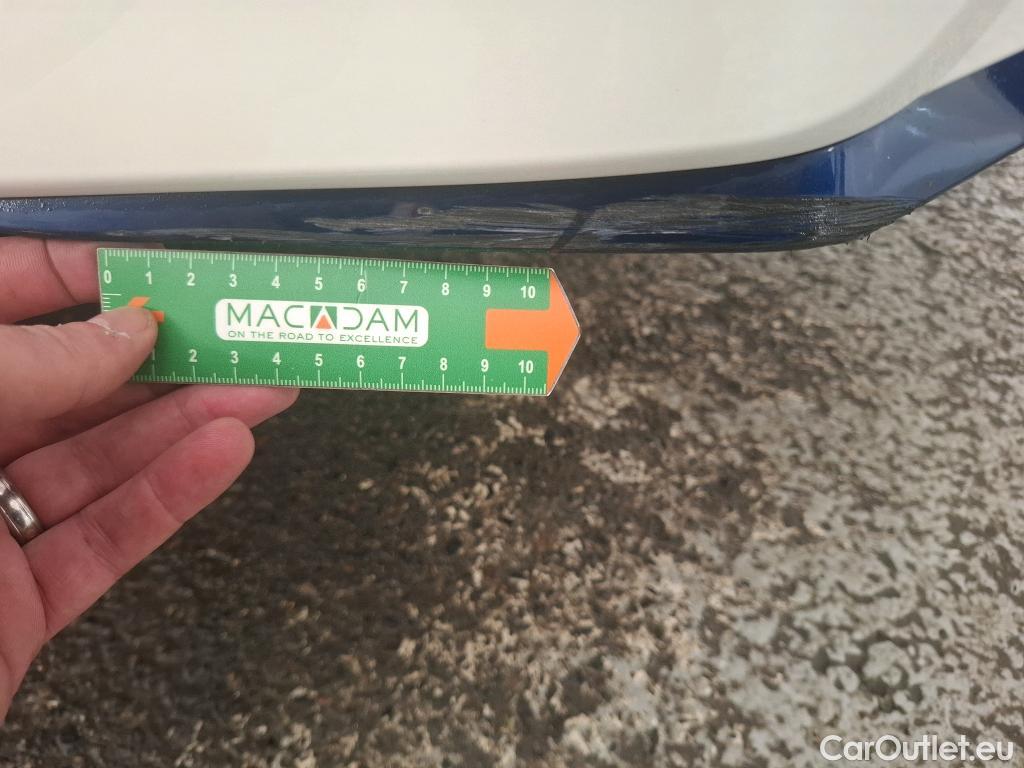 0 1 2 3 4 5 6 7 8 9 10
MACADAM
ON THE ROAD TO EXCELLENCE
1 2 3 4 5 6 7 8 9 10
CarOutlet.eu